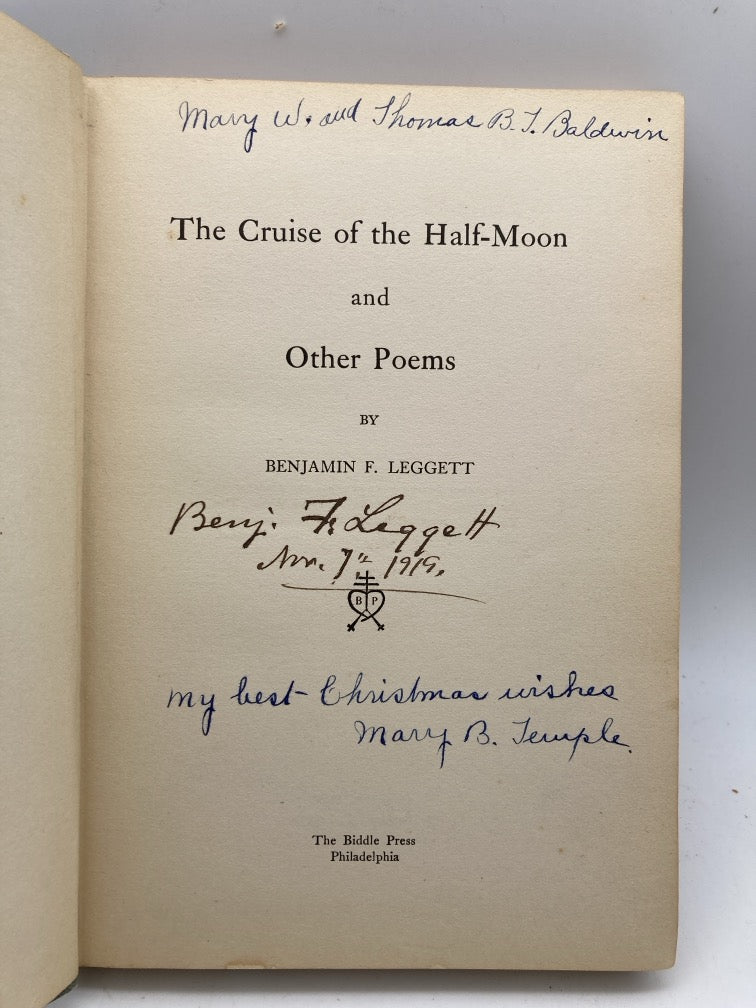 Mary W. and Thomas B. T. Baldwin
The Cruise of the Half-Moon
and
Other Poems
BY
BENJAMIN F. LEGGETT
Benj. F. Leggett
Nov. 7th 1919.
B P
My best Christmas wishes
Mary B. Temple.
The Biddle Press
Philadelphia